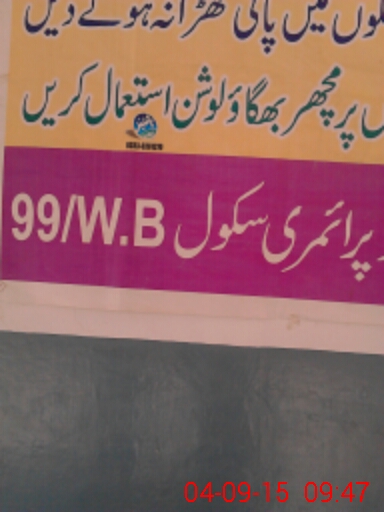 میں پانی کھڑا نہ ہونے دیں
پر مچھر بھگاؤ لوشن استعمال کریں
پرائمری سکول 99/W.B
04-09-15 09:47